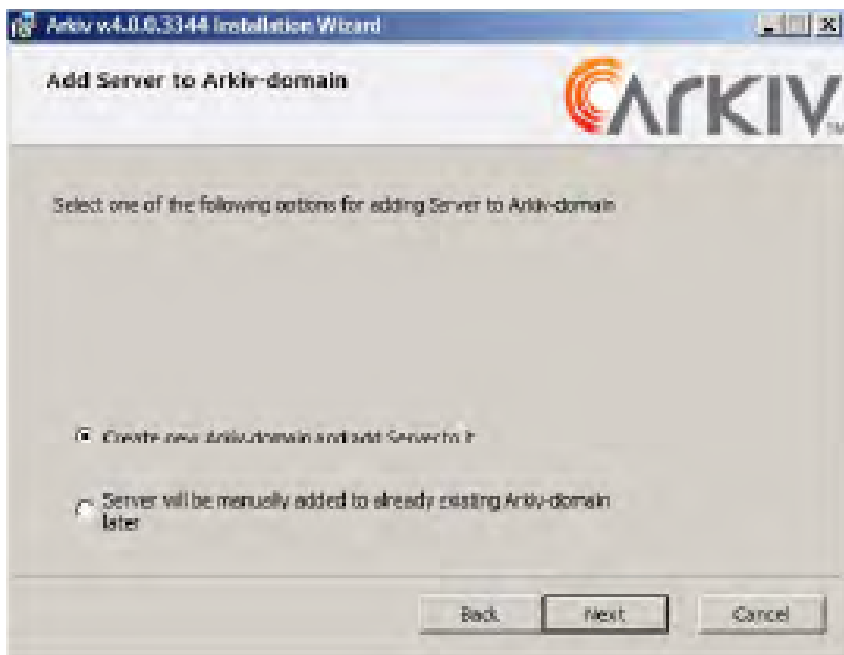 Arkiv v4.0.0.3344 Installation Wizard
Add Server to Arkiv-domain
ARKIV
TM
Select one of the following options for adding Server to Arkiv-domain
Create new Arkiv-domain and add Server to it
Server will be manually added to already existing Arkiv-domain
later
Back
Next
Cancel